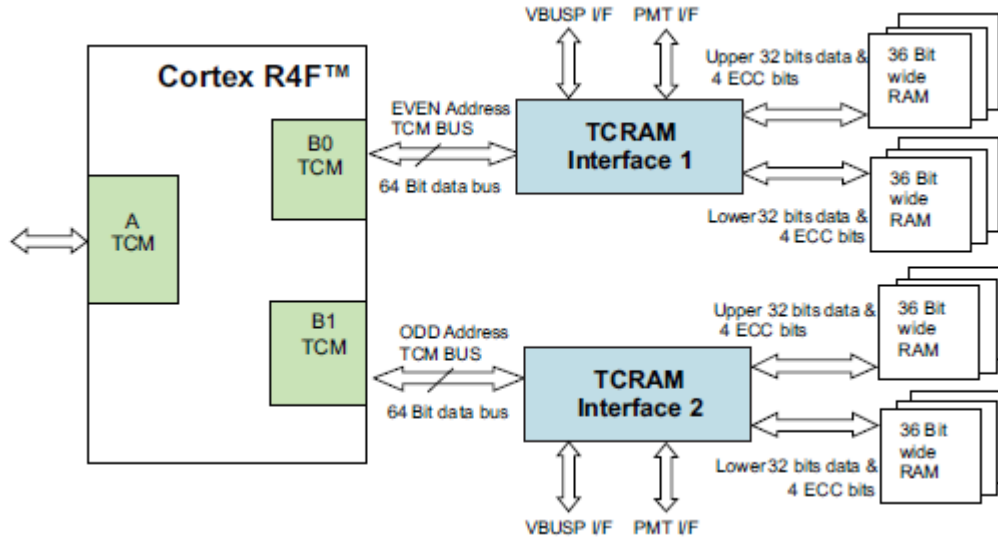 VBUSP I/F
PMT I/F
Cortex R4F™
Upper 32 bits data &
4 ECC bits
36 Bit
wide
RAM
EVEN Address
TCM BUS
64 Bit data bus
B0
TCM
TCRAM
Interface 1
A
TCM
Lower 32 bits data &
4 ECC bits
36 Bit
wide
RAM
B1
TCM
ODD Address
TCM BUS
64 Bit data bus
TCRAM
Interface 2
Upper 32 bits data &
4 ECC bits
36 Bit
wide
RAM
Lower 32 bits data &
4 ECC bits
36 Bit
wide
RAM
VBUSP I/F
PMT I/F